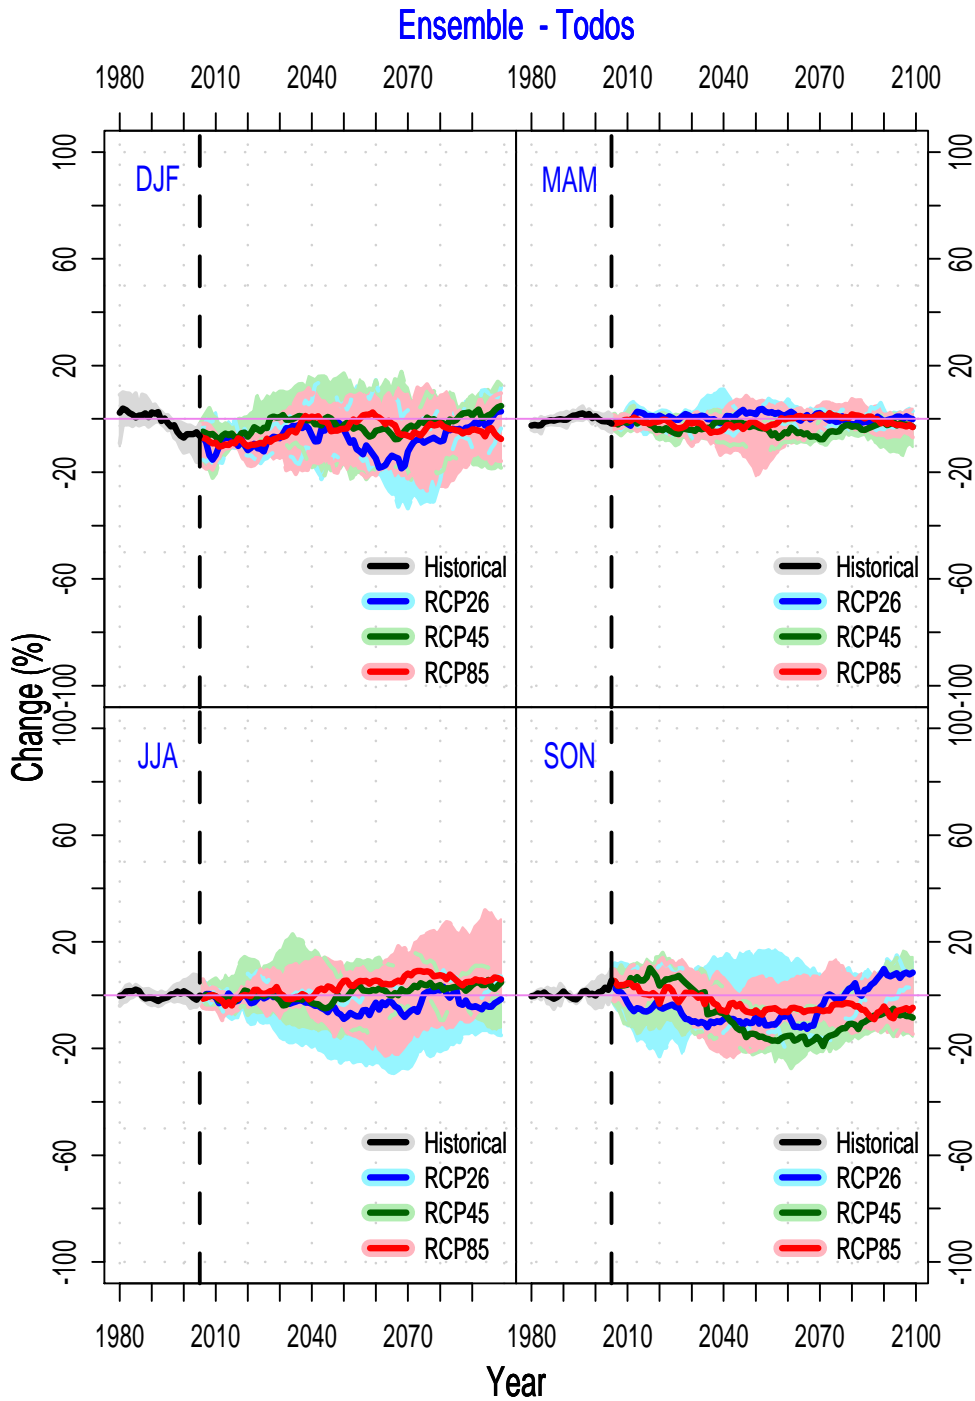 Ensemble - Todos
1980 2010 2040 2070 1980 2010 2040 2070 2100
DJF
MAM
100 60 20 -20 -60 -100
100 60 20 -20 -60 -100
Historical
RCP26
RCP45
RCP85
Historical
RCP26
RCP45
RCP85
Change (%)
JJA
SON
100 60 20 -20 -60 -100
100 60 20 -20 -60 -100
Historical
RCP26
RCP45
RCP85
Historical
RCP26
RCP45
RCP85
1980 2010 2040 2070 1980 2010 2040 2070 2100
Year